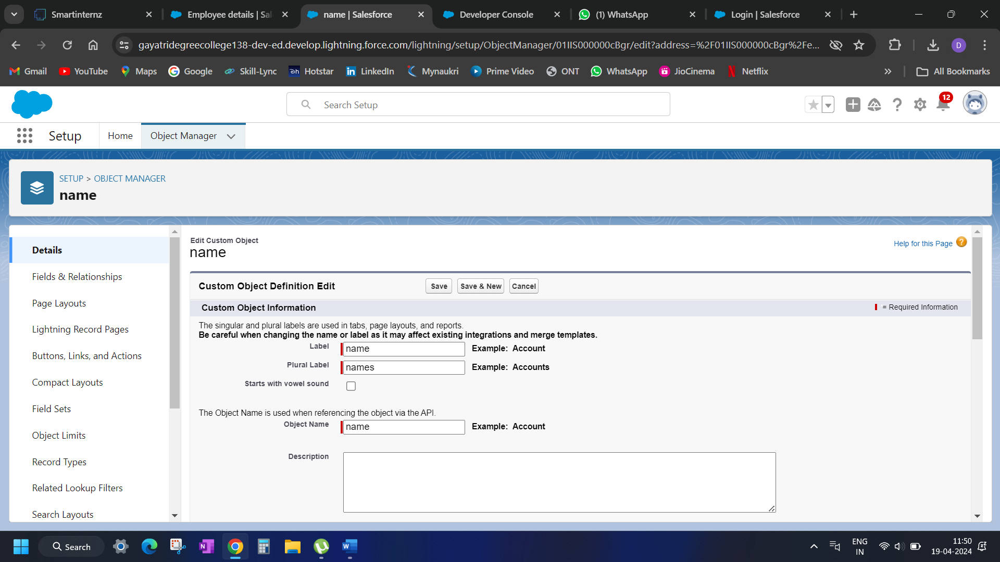 Smartinternz
Employee details | Sal
name | Salesforce
Developer Console
(1) WhatsApp
Login | Salesforce
gayatridegreecollege138-dev-ed.develop.lightning.force.com/lightning/setup/ObjectManager/01IIS000000cBgr/edit?address=%2F01IIS000000cBgr%2Fe...
D
Gmail
YouTube
Maps
Google
Skill-Lync
Hotstar
LinkedIn
Mynaukri
Prime Video
ONT
WhatsApp
JioCinema
Netflix
All Bookmarks
Search Setup
12
Setup
Home
Object Manager
SETUP > OBJECT MANAGER
name
Details
Fields & Relationships
Page Layouts
Lightning Record Pages
Buttons, Links, and Actions
Compact Layouts
Field Sets
Object Limits
Record Types
Related Lookup Filters
Search Layouts
Edit Custom Object
name
Help for this Page
Custom Object Definition Edit
Save
Save & New
Cancel
Custom Object Information
= Required Information
The singular and plural labels are used in tabs, page layouts, and reports.
Be careful when changing the name or label as it may affect existing integrations and merge templates.
Label name Example: Account
Plural Label names Example: Accounts
Starts with vowel sound
The Object Name is used when referencing the object via the API.
Object Name name Example: Account
Description
Search
ENG
IN
11:50
19-04-2024